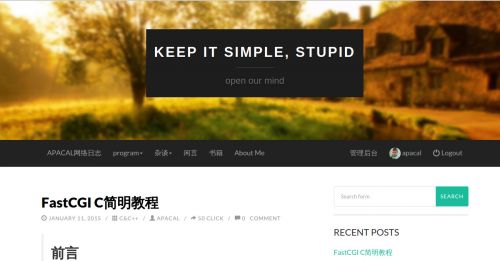 KEEP IT SIMPLE, STUPID
open our mind
APACAL网络日志 program 杂谈 闲言 书籍 About Me 管理后台 apacal Logout
FastCGI C简明教程
JANUARY 11, 2015 / C&C++ / APACAL / 50 CLICK / 0 COMMENT
Search form
SEARCH
前言
RECENT POSTS
FastCGI C简明教程